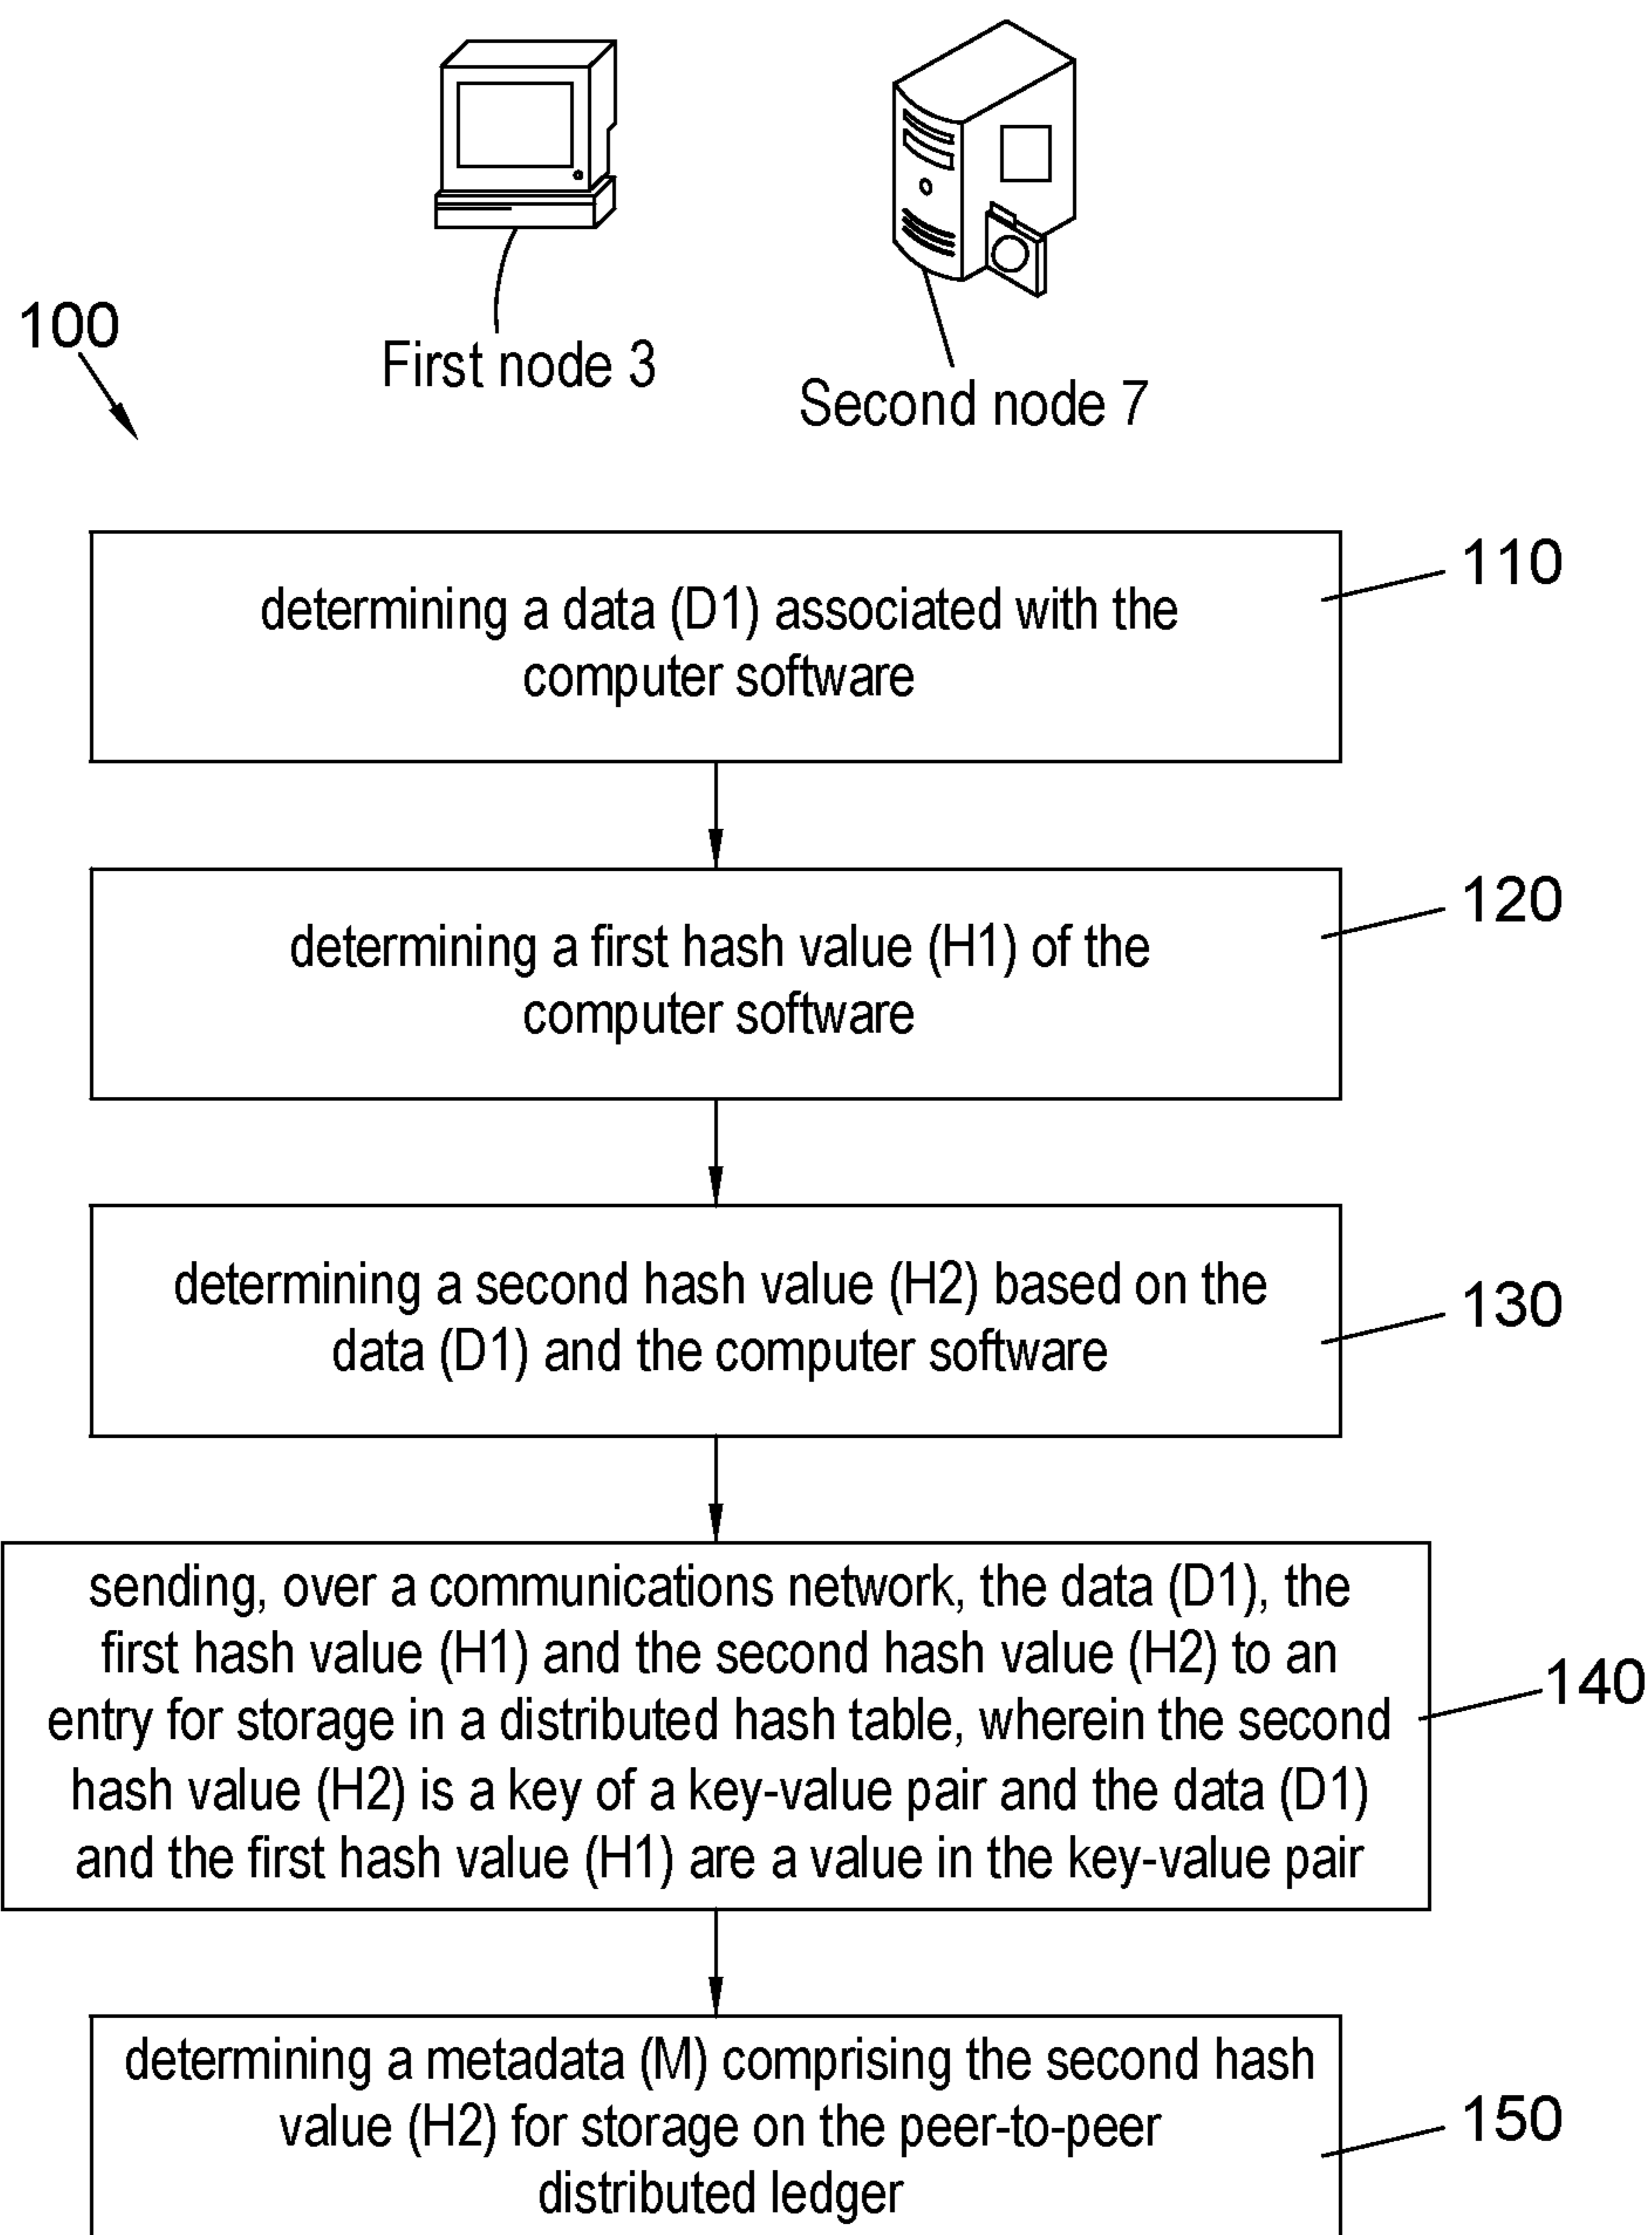 100
First node 3
Second node 7
determining a data (D1) associated with the
computer software
110
determining a first hash value (H1) of the
computer software
120
determining a second hash value (H2) based on the
data (D1) and the computer software
130
sending, over a communications network, the data (D1), the
first hash value (H1) and the second hash value (H2) to an
entry for storage in a distributed hash table, wherein the second
hash value (H2) is a key of a key-value pair and the data (D1)
and the first hash value (H1) are a value in the key-value pair
140
determining a metadata (M) comprising the second hash
value (H2) for storage on the peer-to-peer
distributed ledger
150